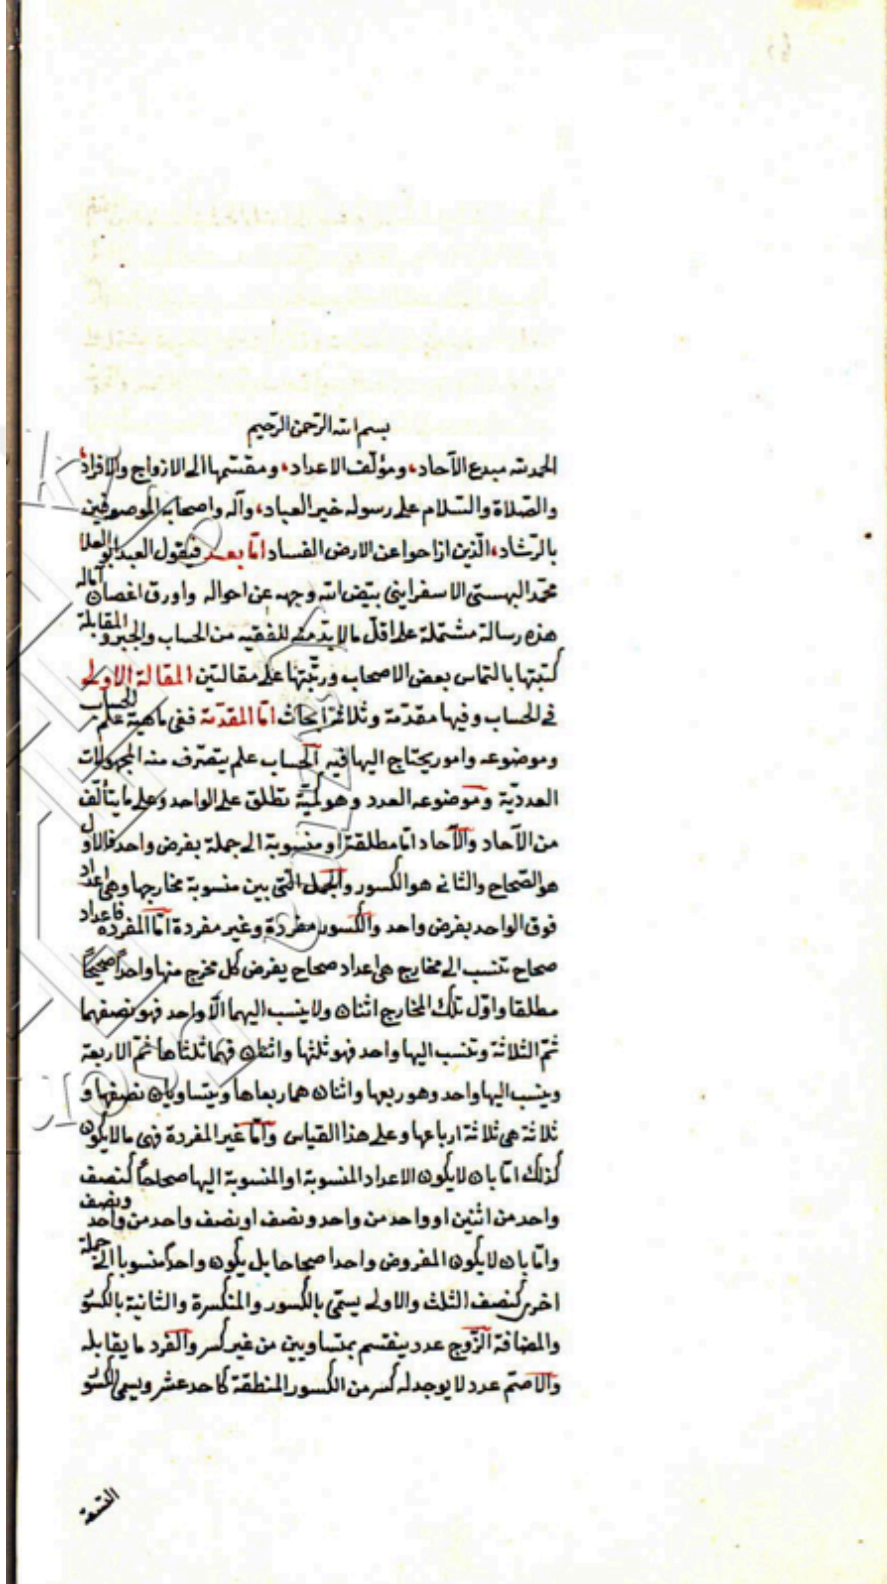 بسم الله الرحمن الرحيم
الحمد لله مبدع الآحاد، ومؤلف الاعداد، ومقسمها الى الازواج والافراد،
والصلاة والسلام على رسوله خير العباد، وآله واصحابه الموصوفين
بالرشاد، الذين ازاحوا عن الارض الفساد اما بعد فيقول العبد ابو العلا
محمد البهستي الاسفرايني بيض الله وجهه عن احواله واورق اغصان آماله
هذه رسالة مشتملة على اقل مالا بد منه للفقيه من الحساب والجبر والمقابلة
كتبتها بالتماس بعض الاصحاب ورتبتها على مقالتين المقالة الاولى
في الحساب وفيها مقدمة وثلاثة ابحاث اما المقدمة ففي ماهية علم الحساب
وموضوعه وامور يحتاج اليها فيه الحساب علم يتصرف منه المجهولات
العددية وموضوعه العدد وهو كمية تطلق على الواحد وعلى ما يتألف
من الآحاد والآحاد اما مطلقة او منسوبة الى جملة يفرض واحد فالاول
هو الصحاح والثاني هو الكسور والجمل التي بين منسوبة مخارجها وهي اعداد
فوق الواحد يفرض واحد والكسور مفردة وغير مفردة اما المفردة فاعداد
صحاح تنسب الى مخارج هي اعداد صحاح يفرض كل مخرج منها واحدا صحيحا
مطلقا واول تلك المخارج اثنان ولا ينسب اليهما الا واحد فهو نصفهما
ثم الثلاثة وتنسب اليها واحد فهو ثلثها واثنان فهما ثلثاها ثم الاربعة
وينسب اليها واحد وهو ربعها واثنان هما ربعاها ويتساويان نصفها و
ثلاثة هي ثلاثة ارباعها وعلى هذا القياس واما غير المفردة فهي مالا يكون
كذلك اما بان لا يكون الاعداد المنسوبة او المنسوبة اليها صحاحا كنصف
واحد من اثنين او واحد من واحد ونصف او نصف واحد من واحد ونصف
واما بان لا يكون المفروض واحدا صحاحا بل يكون واحدا منسوبا الى جملة
اخرى كنصف الثلث والاولى يسمى بالكسور والمنكسرة والثانية بالكسور
والمضافة الزوج عدد ينقسم بمتساويين من غير كسر والفرد ما يقابله
والاصم عدد لا يوجد له كسر من الكسور المنطقة كاحد عشر ويسمى الكسور
التسعة